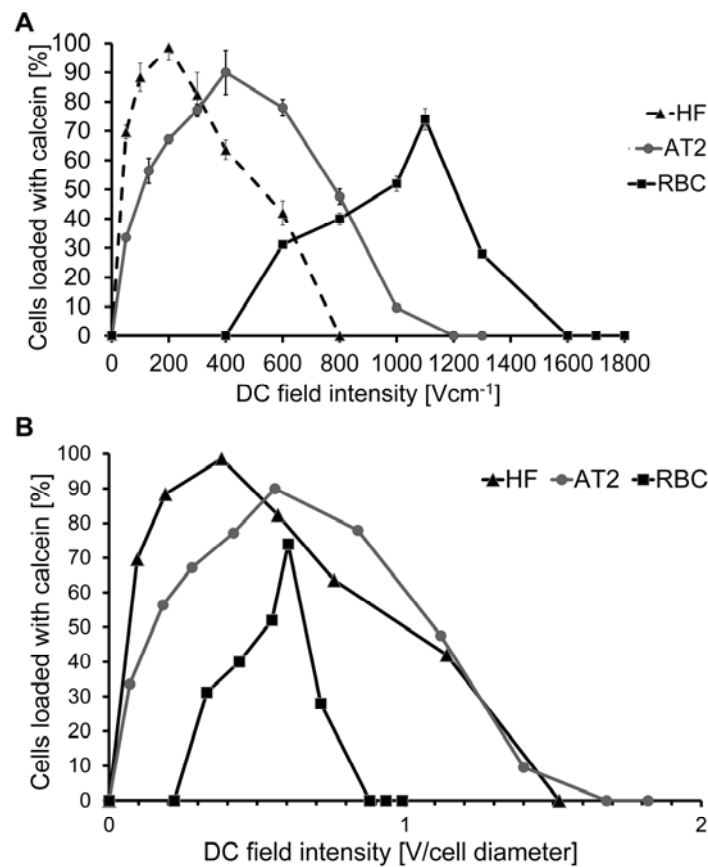 A
100
90
80
70
60
50
40
30
20
10
0
Cells loaded with calcein [%]
HF
AT2
RBC
0 200 400 600 800 1000 1200 1400 1600 1800
DC field intensity [Vcm⁻¹]
B
100
90
80
70
60
50
40
30
20
10
0
Cells loaded with calcein [%]
HF AT2 RBC
0 1 2
DC field intensity [V/cell diameter]